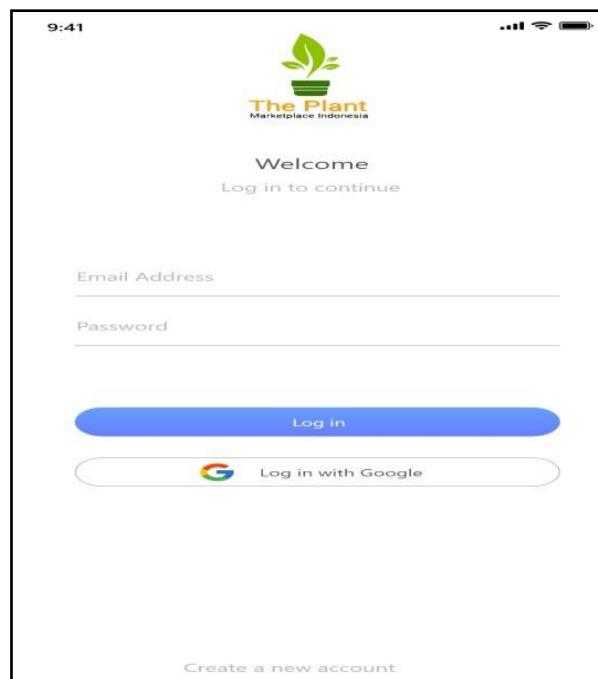 9:41
The Plant
Marketplace Indonesia
Welcome
Log in to continue
Email Address
Password
Log in
Log in with Google
Create a new account